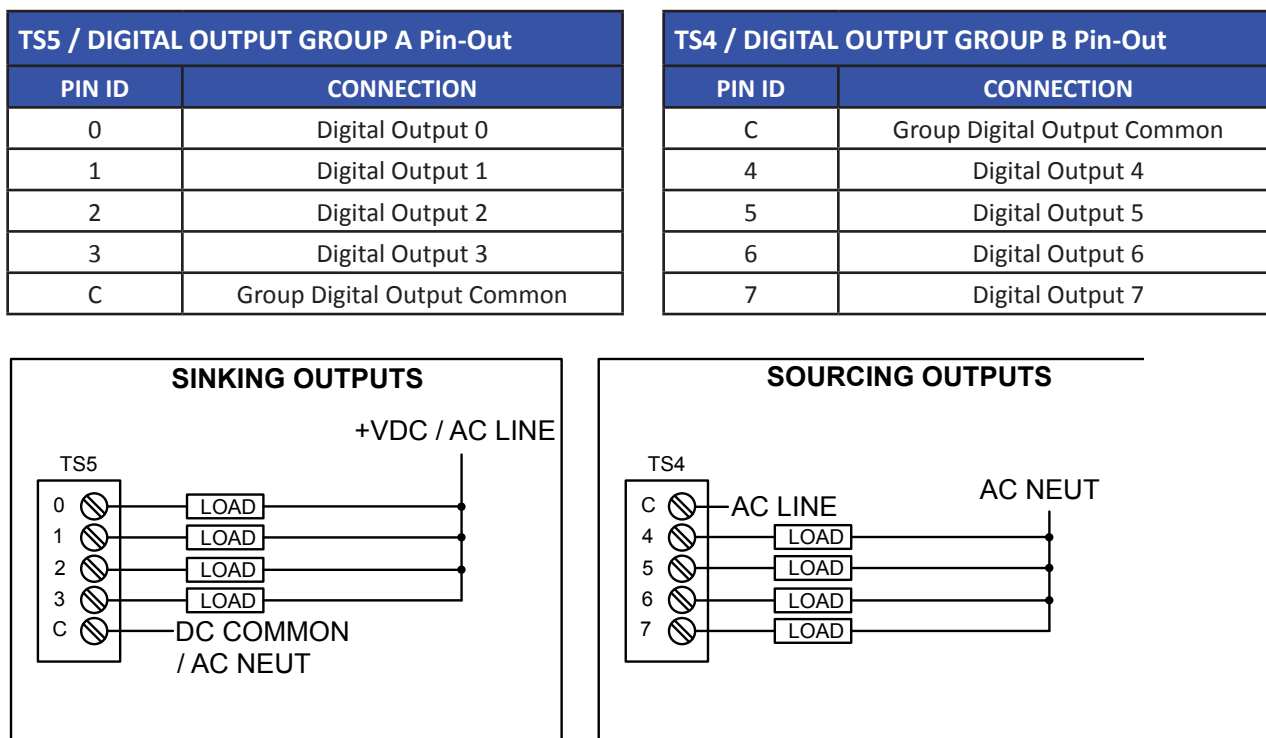 TS5 / DIGITAL OUTPUT GROUP A Pin-Out
PIN ID CONNECTION
0 Digital Output 0
1 Digital Output 1
2 Digital Output 2
3 Digital Output 3
C Group Digital Output Common
TS4 / DIGITAL OUTPUT GROUP B Pin-Out
PIN ID CONNECTION
C Group Digital Output Common
4 Digital Output 4
5 Digital Output 5
6 Digital Output 6
7 Digital Output 7
SINKING OUTPUTS
+VDC / AC LINE
TS5
0 LOAD
1 LOAD
2 LOAD
3 LOAD
C DC COMMON
/ AC NEUT
SOURCING OUTPUTS
TS4
AC NEUT
C AC LINE
4 LOAD
5 LOAD
6 LOAD
7 LOAD